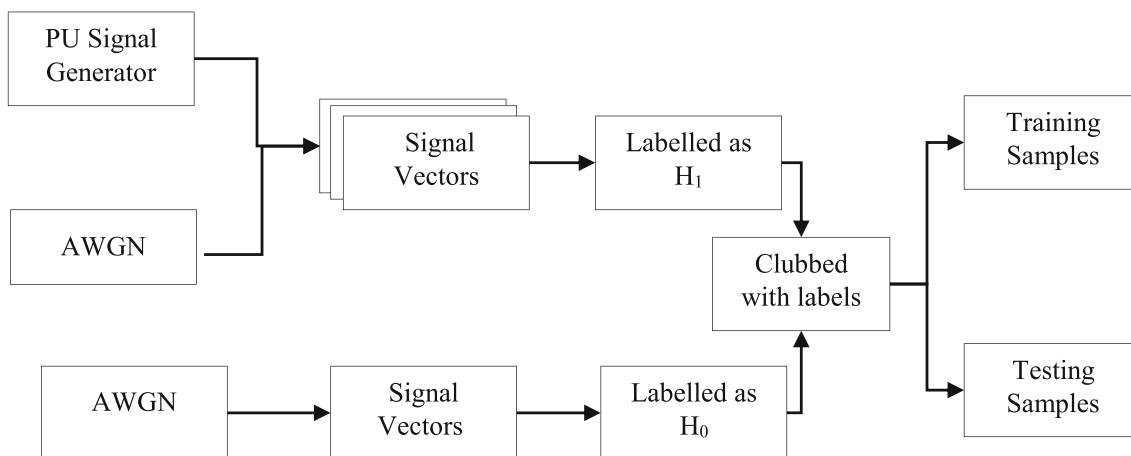 PU Signal
Generator
AWGN
Signal
Vectors
Labelled as
H₁
Clubbed
with labels
Training
Samples
AWGN
Signal
Vectors
Labelled as
H₀
Testing
Samples